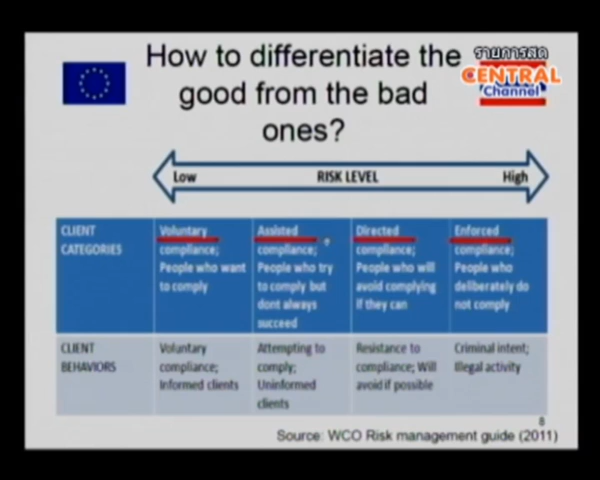 How to differentiate the
good from the bad
ones?
รายการสด
CENTRAL
Channel
Low RISK LEVEL High
CLIENT
CATEGORIES
Voluntary
compliance;
People who want
to comply
Assisted
compliance;
People who try
to comply but
dont always
succeed
Directed
compliance;
People who will
avoid complying
if they can
Enforced
compliance;
People who
deliberately do
not comply
CLIENT
BEHAVIORS
Voluntary
compliance;
Informed clients
Attempting to
comply;
Uninformed
clients
Resistance to
compliance; Will
avoid if possible
Criminal intent;
Illegal activity
8
Source: WCO Risk management guide (2011)